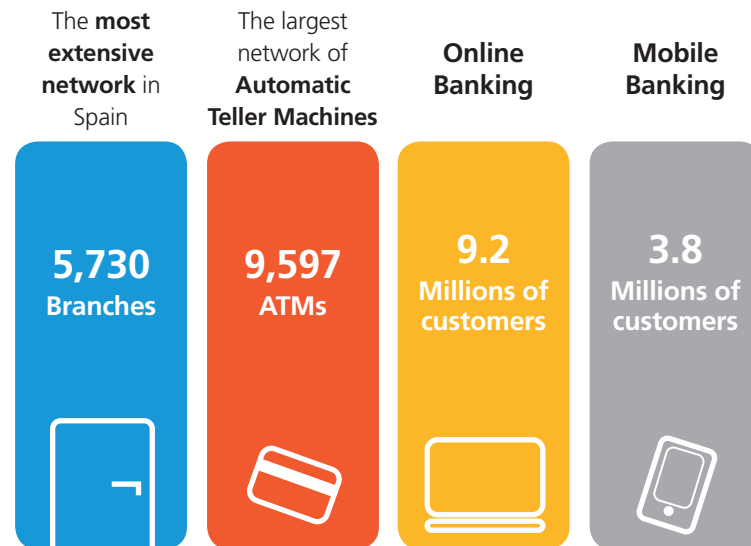 The most
extensive
network in
Spain
The largest
network of
Automatic
Teller Machines
Online
Banking
Mobile
Banking
5,730
Branches
9,597
ATMs
9.2
Millions of
customers
3.8
Millions of
customers